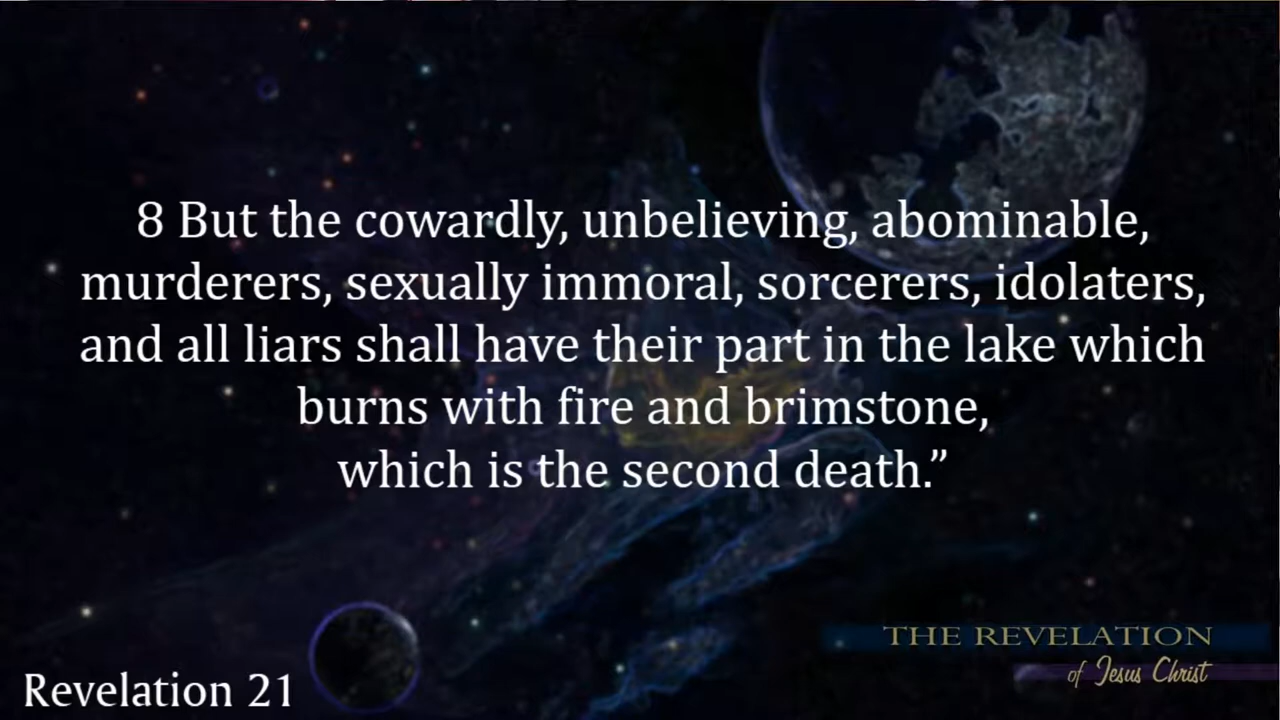 8 But the cowardly, unbelieving, abominable,
murderers, sexually immoral, sorcerers, idolaters,
and all liars shall have their part in the lake which
burns with fire and brimstone,
which is the second death.”
THE REVELATION
of Jesus Christ
Revelation 21